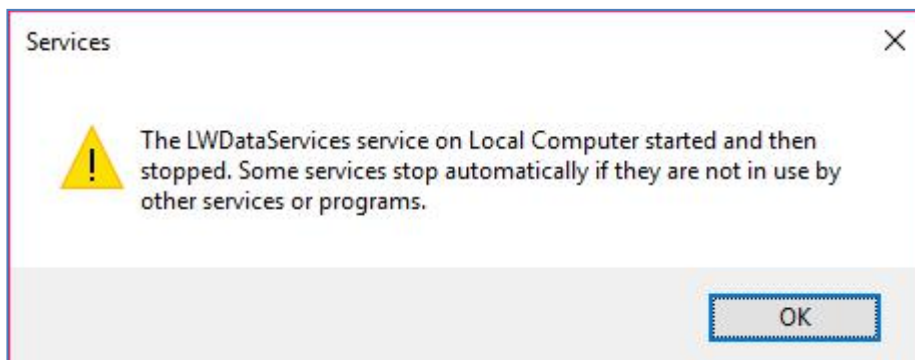 Services
The LWDataServices service on Local Computer started and then
stopped. Some services stop automatically if they are not in use by
other services or programs.
OK